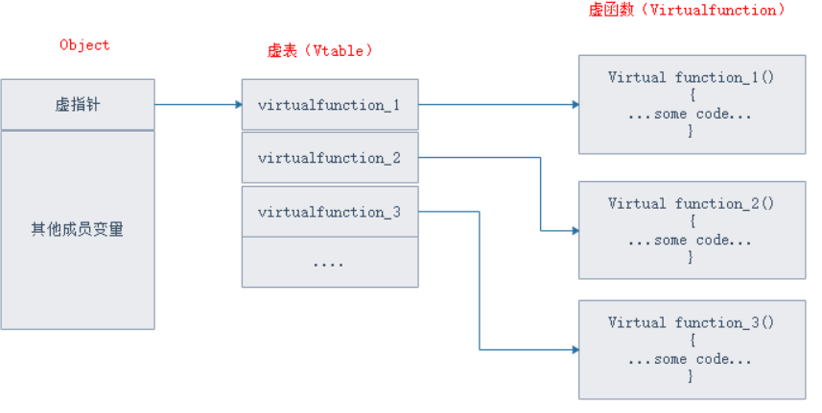 Object
虚表（Vtable）
虚函数（Virtualfunction）
虚指针
其他成员变量
virtualfunction_1
virtualfunction_2
virtualfunction_3
....
Virtual function_1()
{
...some code...
}
Virtual function_2()
{
...some code...
}
Virtual function_3()
{
...some code...
}